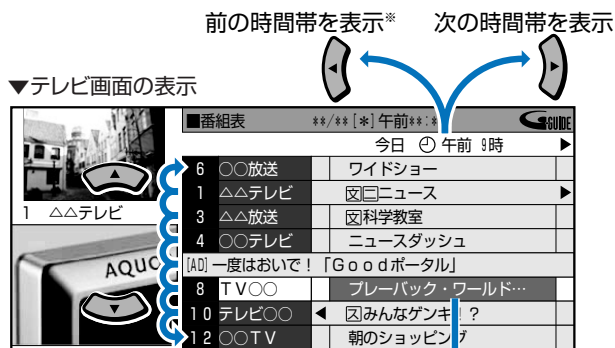 前の時間帯を表示※ 次の時間帯を表示
▼テレビ画面の表示
■番組表 **/**[*]午前**:* GGUIDE
今日 午前 9時 ▶
6 ○○放送 ワイドショー
1 △△テレビ 文二ニュース ▶
1 △△テレビ
3 △△放送 文科学教室
4 ○○テレビ ニュースダッシュ
[AD]一度はおいで！「Goodポータル」
AQUO
8 TV○○ プレーバック・ワールド…
10 テレビ○○ ◀ ス みんなゲンキ！？
12 ○○TV 朝のショッピング